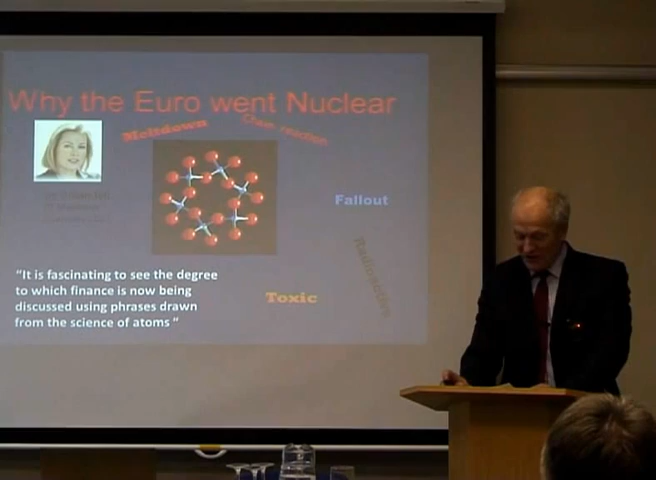 Why the Euro went Nuclear
Meltdown
Chain reaction
Fallout
Radioactive
Toxic
“It is fascinating to see the degree
to which finance is now being
discussed using phrases drawn
from the science of atoms ”